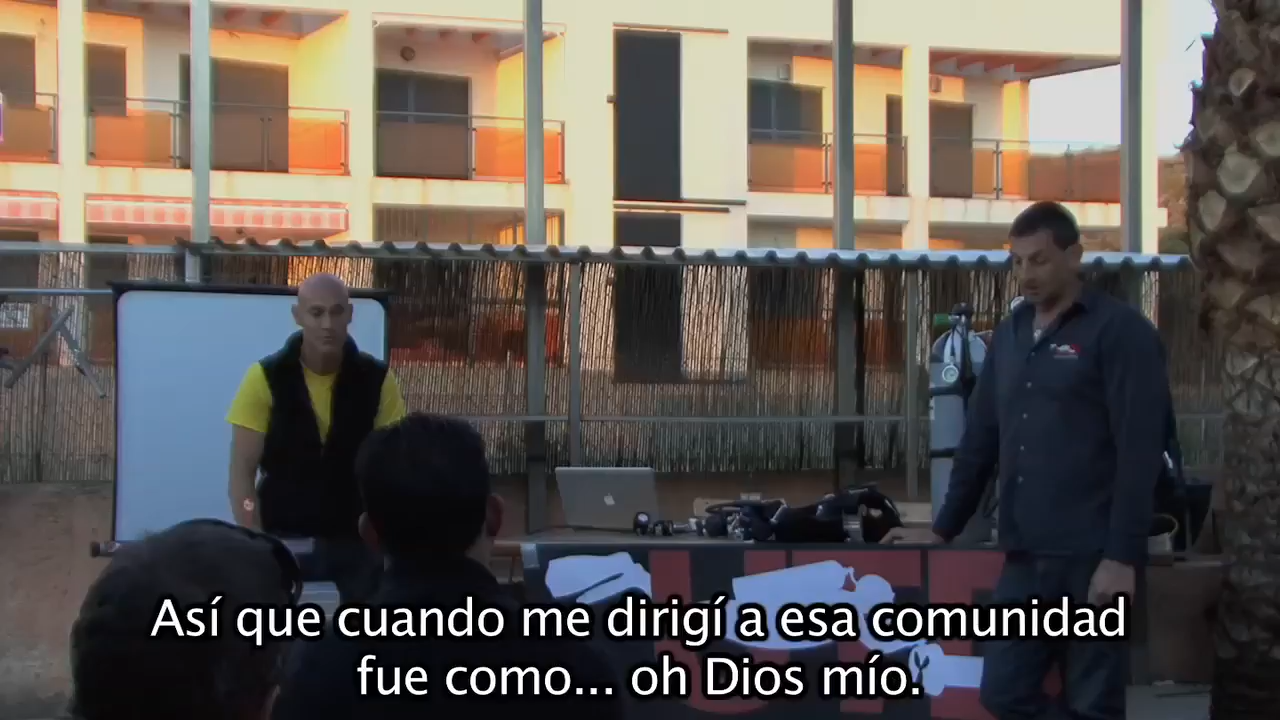 Así que cuando me dirigí a esa comunidad
fue como... oh Dios mío.